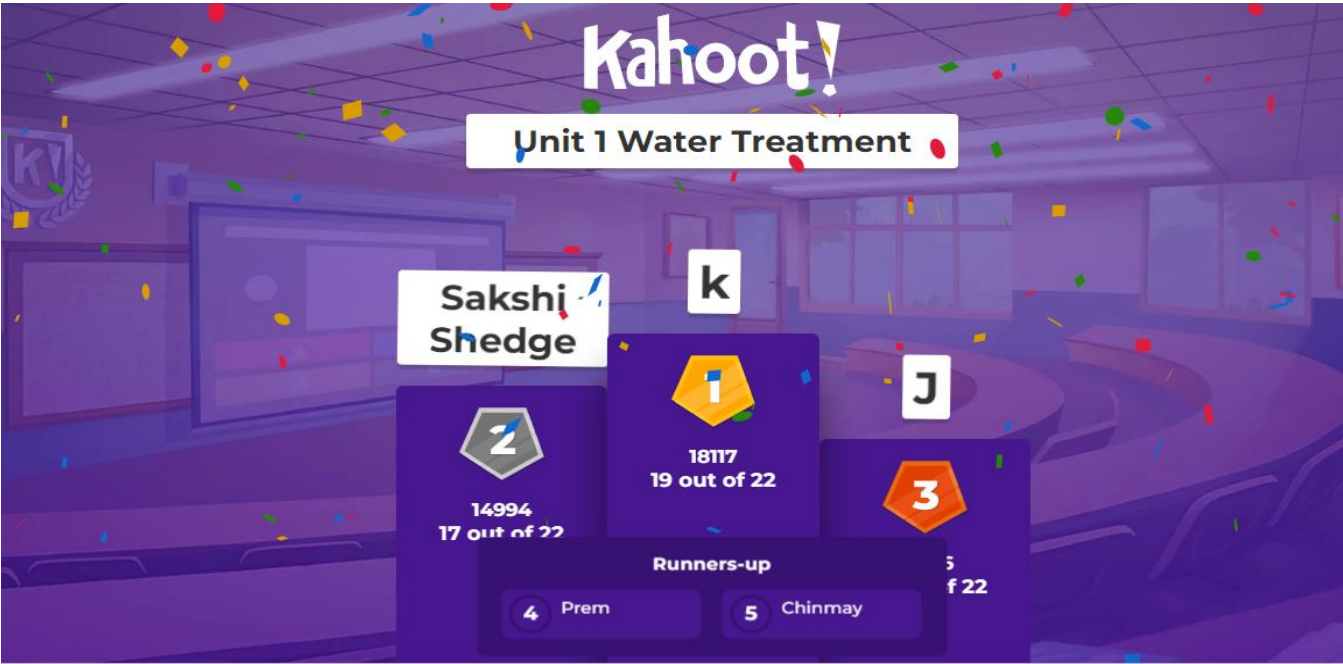 Kahoot!
Unit 1 Water Treatment
k
Sakshi
Shedge
J
1
18117
19 out of 22
2
14994
17 out of 22
3
22
Runners-up
4 Prem
5 Chinmay